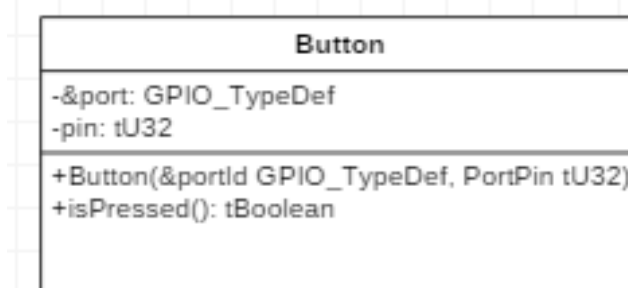 Button
-&port: GPIO_TypeDef
-pin: tU32
+Button(&portId GPIO_TypeDef, PortPin tU32)
+isPressed(): tBoolean